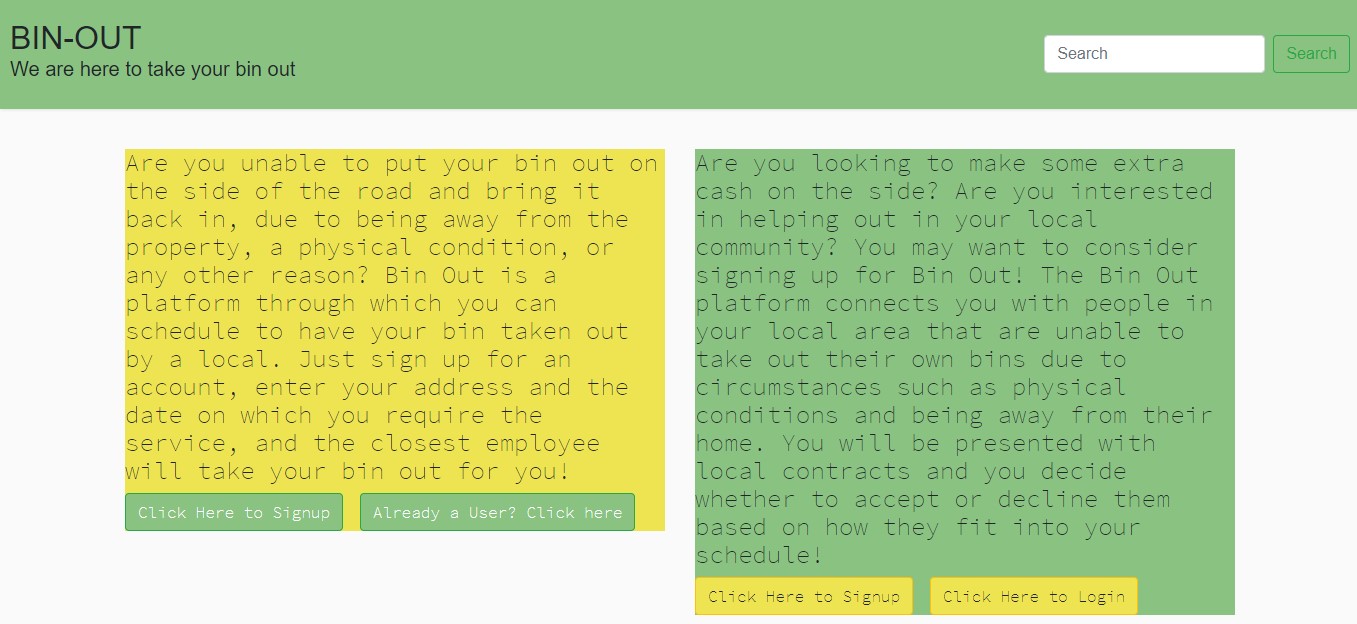 BIN-OUT
We are here to take your bin out
Search
Search
Are you unable to put your bin out on
the side of the road and bring it
back in, due to being away from the
property, a physical condition, or
any other reason? Bin Out is a
platform through which you can
schedule to have your bin taken out
by a local. Just sign up for an
account, enter your address and the
date on which you require the
service, and the closest employee
will take your bin out for you!
Click Here to Signup
Already a User? Click here
Are you looking to make some extra
cash on the side? Are you interested
in helping out in your local
community? You may want to consider
signing up for Bin Out! The Bin Out
platform connects you with people in
your local area that are unable to
take out their own bins due to
circumstances such as physical
conditions and being away from their
home. You will be presented with
local contracts and you decide
whether to accept or decline them
based on how they fit into your
schedule!
Click Here to Signup
Click Here to Login